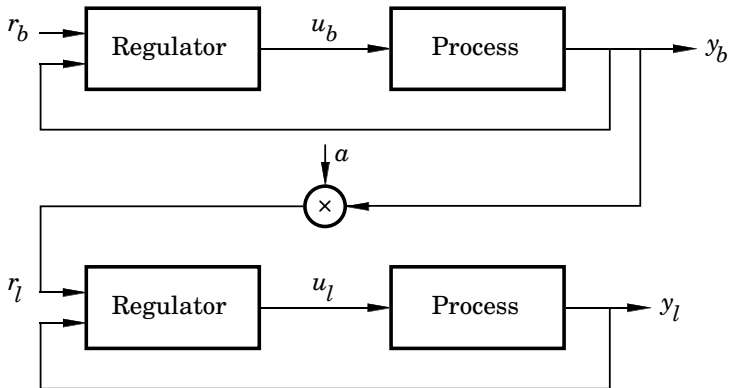 r_b
Regulator
u_b
Process
y_b
a
×
r_l
Regulator
u_l
Process
y_l